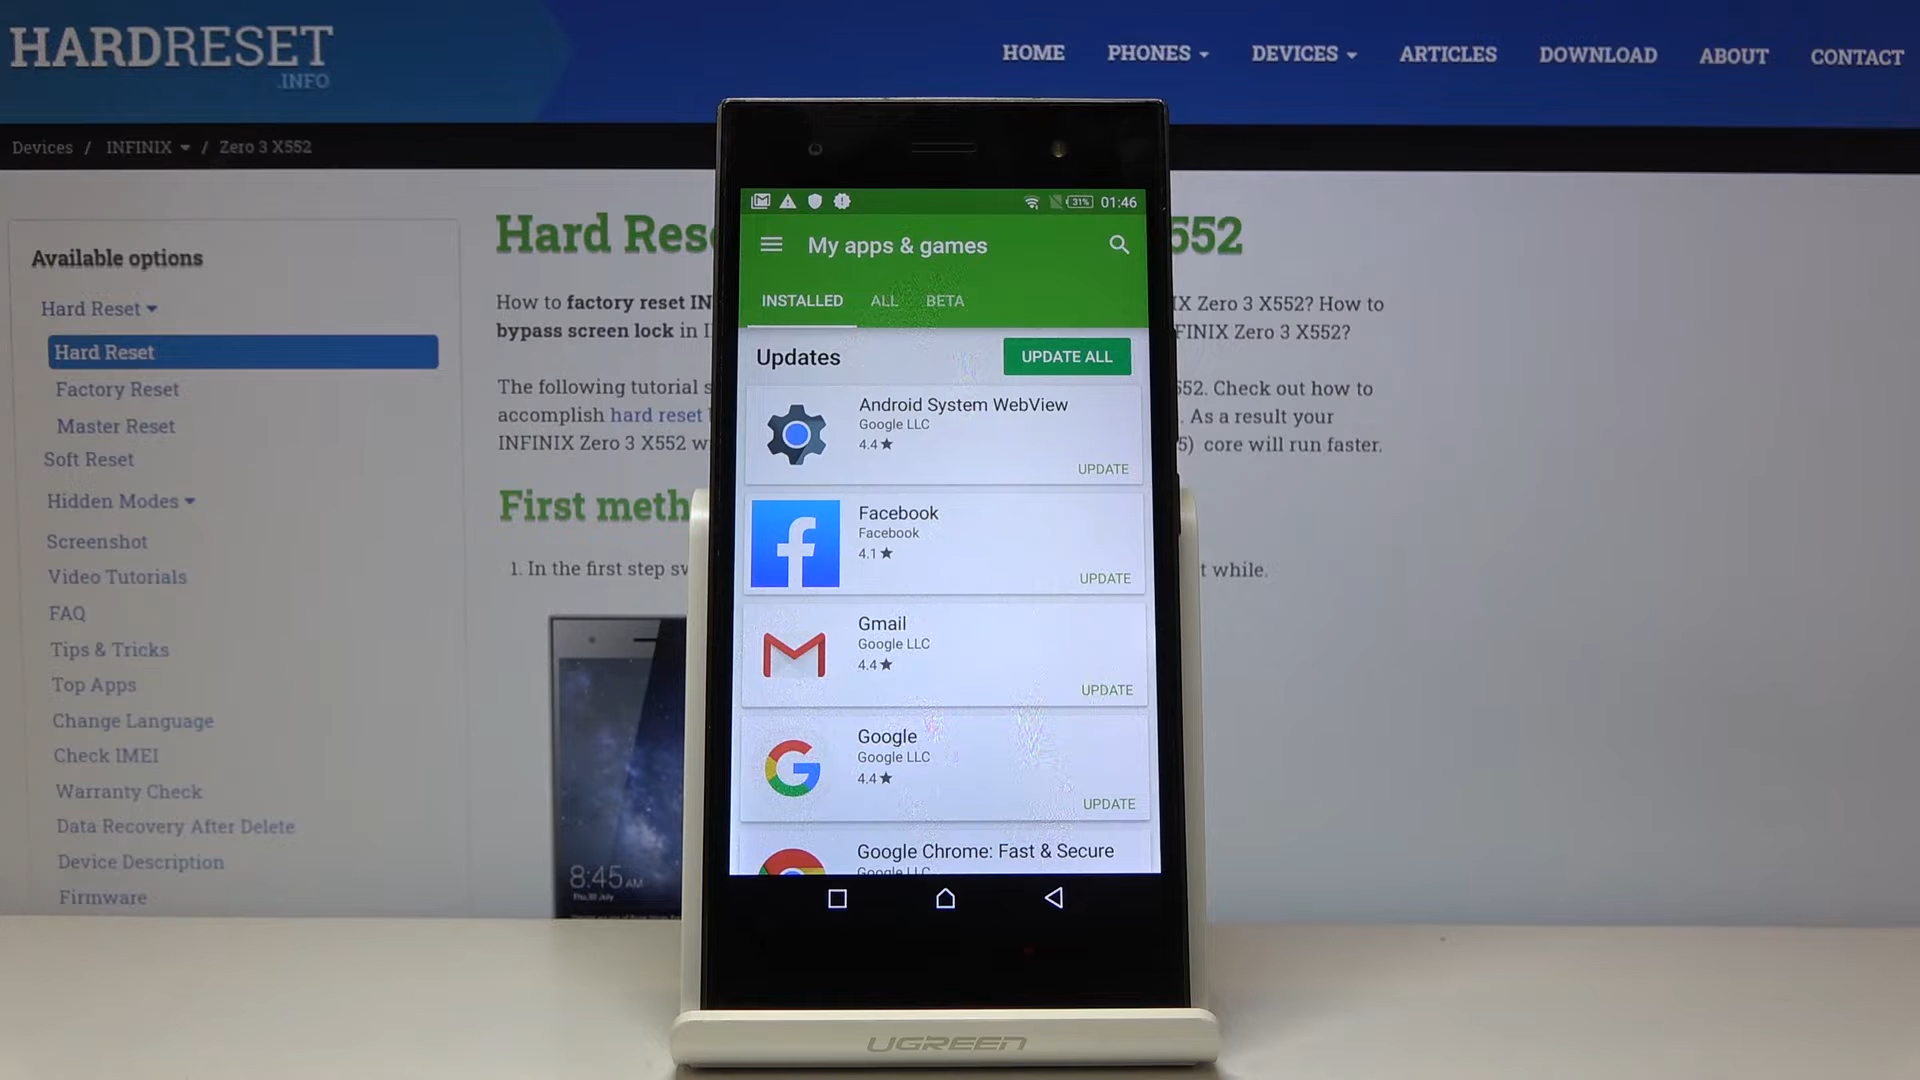 HARDRESET
.INFO
HOME PHONES DEVICES ARTICLES DOWNLOAD ABOUT CONTACT
Devices / INFINIX / Zero 3 X552
Available options
Hard Reset
Hard Reset
Factory Reset
Master Reset
Soft Reset
Hidden Modes
Screenshot
Video Tutorials
FAQ
Tips & Tricks
Top Apps
Change Language
Check IMEI
Warranty Check
Data Recovery After Delete
Device Description
Firmware
Hard Res 552
How to factory reset IN IX Zero 3 X552? How to
bypass screen lock in I FINIX Zero 3 X552?
The following tutorial s 52. Check out how to
accomplish hard reset . As a result your
INFINIX Zero 3 X552 w 5) core will run faster.
First meth
1. In the first step sw t while.
8:45 AM
31% 01:46
My apps & games
INSTALLED ALL BETA
Updates UPDATE ALL
Android System WebView
Google LLC
4.4★
UPDATE
Facebook
Facebook
4.1★
UPDATE
Gmail
Google LLC
4.4★
UPDATE
Google
Google LLC
4.4★
UPDATE
Google Chrome: Fast & Secure
Google LLC
UGREEN